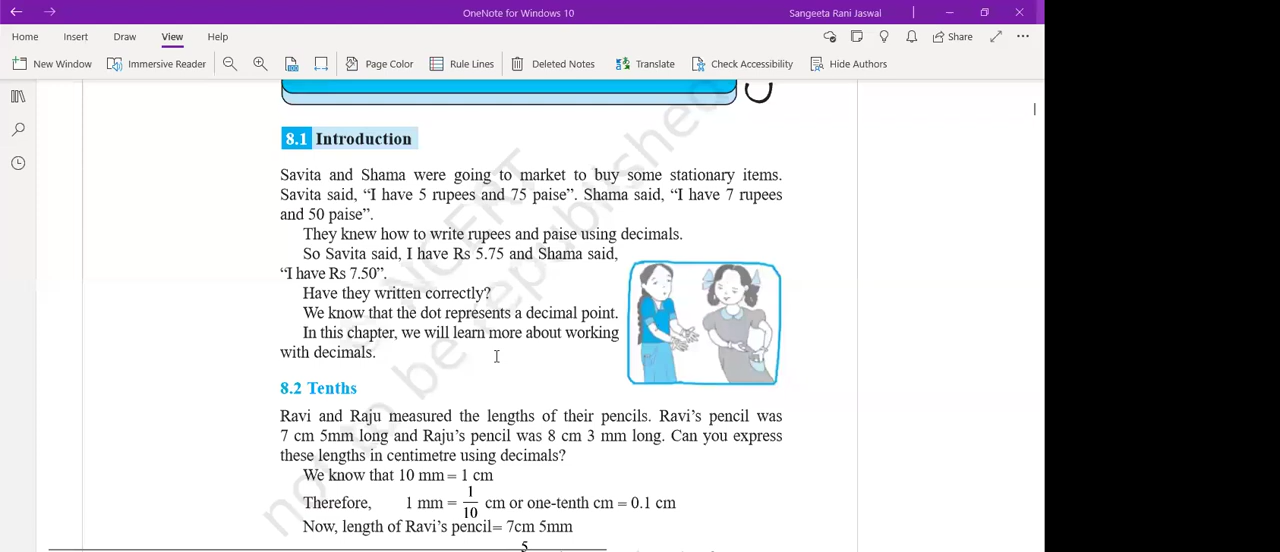 OneNote for Windows 10
Sangeeta Rani Jaswal
Home Insert Draw View Help
Share
New Window Immersive Reader Page Color Rule Lines Deleted Notes Translate Check Accessibility Hide Authors
8.1 Introduction
Savita and Shama were going to market to buy some stationary items.
Savita said, “I have 5 rupees and 75 paise”. Shama said, “I have 7 rupees
and 50 paise”.
They knew how to write rupees and paise using decimals.
So Savita said, I have Rs 5.75 and Shama said,
“I have Rs 7.50”.
Have they written correctly?
We know that the dot represents a decimal point.
In this chapter, we will learn more about working
with decimals.
8.2 Tenths
Ravi and Raju measured the lengths of their pencils. Ravi’s pencil was
7 cm 5mm long and Raju’s pencil was 8 cm 3 mm long. Can you express
these lengths in centimetre using decimals?
We know that 10 mm = 1 cm
Therefore, 1 mm = 1/10 cm or one-tenth cm = 0.1 cm
Now, length of Ravi’s pencil= 7cm 5mm
5
NCERT
not to be republished